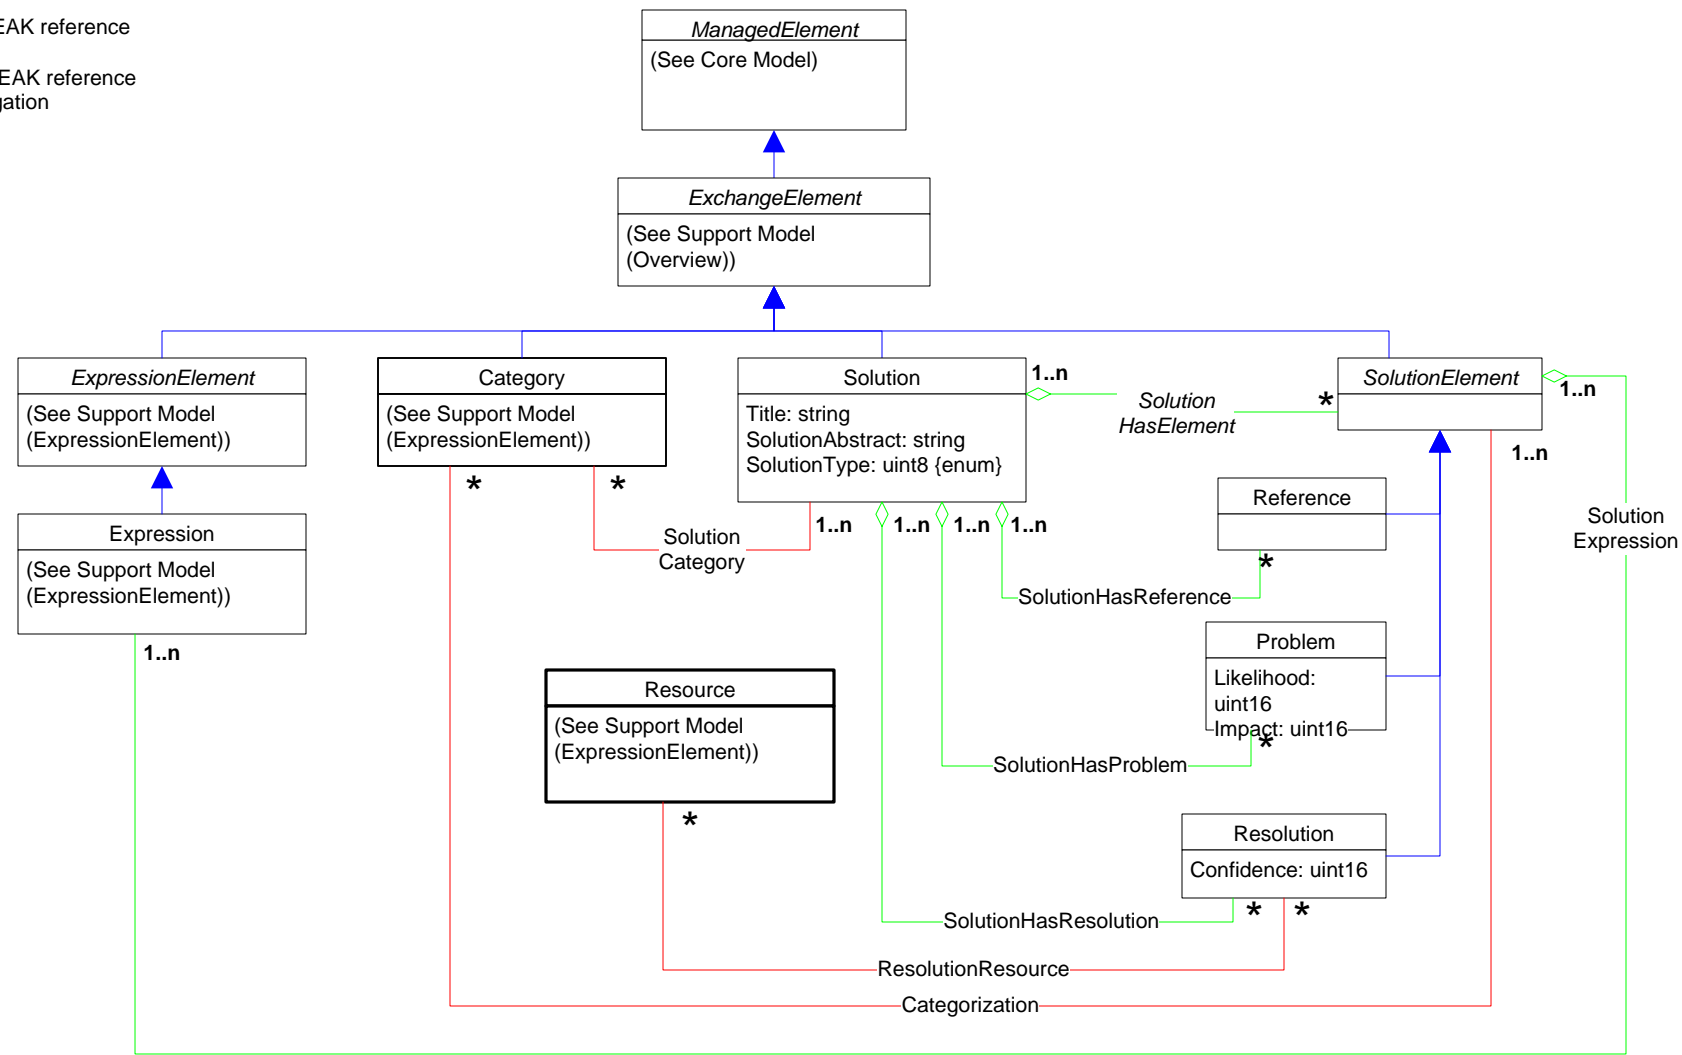 EAK reference
EAK reference
gation
ManagedElement
(See Core Model)
ExchangeElement
(See Support Model
(Overview))
ExpressionElement
(See Support Model
(ExpressionElement))
Category
(See Support Model
(ExpressionElement))
*
*
Solution
Title: string
SolutionAbstract: string
SolutionType: uint8 {enum}
1..n
Solution
HasElement
*
SolutionElement
1..n
1..n
Solution
Expression
Expression
(See Support Model
(ExpressionElement))
1..n
Solution
Category
1..n
1..n
1..n
1..n
Reference
*
SolutionHasReference
Problem
Likelihood:
uint16
Impact: uint16
*
SolutionHasProblem
Resource
(See Support Model
(ExpressionElement))
*
Resolution
Confidence: uint16
*
*
SolutionHasResolution
ResolutionResource
Categorization